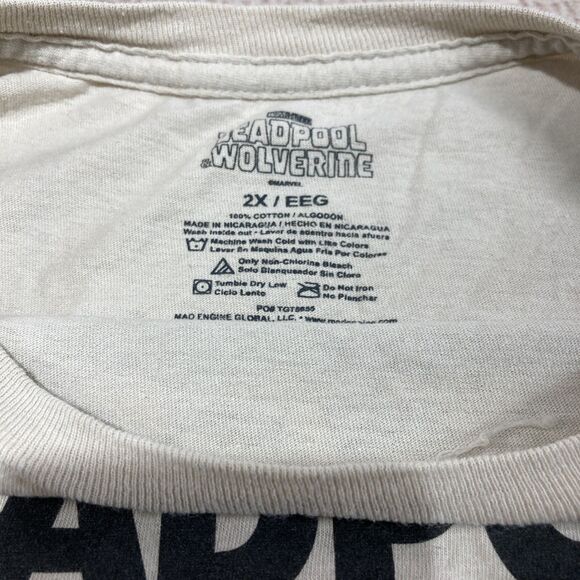 DEADPOOL
& WOLVERINE
©MARVEL
2X / EEG
100% COTTON / ALGODÓN
MADE IN NICARAGUA / HECHO EN NICARAGUA
Wash inside out • Lavar de adentro hacia afuera
Machine Wash Cold with Like Colors
Lavar En Maquina Agua Fria Por Colores
Only Non-Chlorine Bleach
Solo Blanqueador Sin Cloro
Tumble Dry Low
Ciclo Lento
Do Not Iron
No Planchar
MAD ENGINE GLOBAL, LLC. •
ADPO